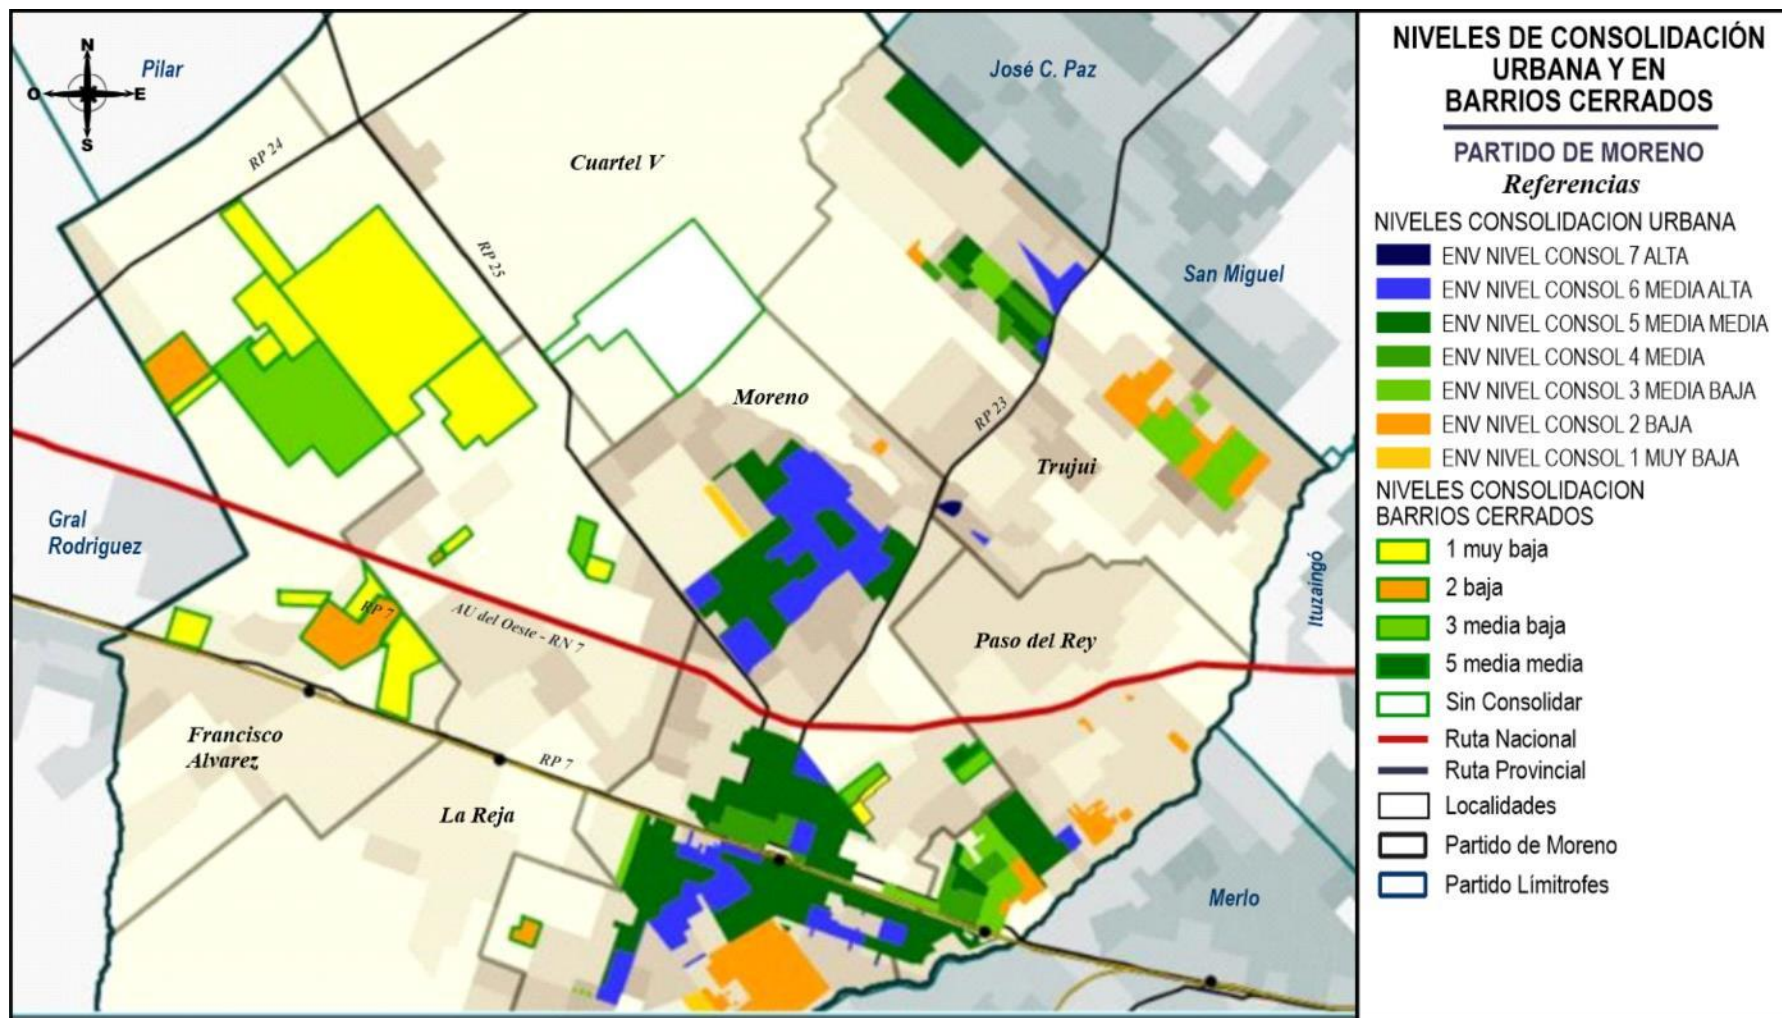 N
O
E
S
Pilar
José C. Paz
RP 24
Cuartel V
RP 25
San Miguel
Moreno
RP 23
Trujui
Gral
Rodriguez
Ituzaingó
RP 7
AU del Oeste - RN 7
Paso del Rey
Francisco
Alvarez
RP 7
La Reja
Merlo
NIVELES DE CONSOLIDACIÓN
URBANA Y EN
BARRIOS CERRADOS
PARTIDO DE MORENO
Referencias
NIVELES CONSOLIDACION URBANA
ENV NIVEL CONSOL 7 ALTA
ENV NIVEL CONSOL 6 MEDIA ALTA
ENV NIVEL CONSOL 5 MEDIA MEDIA
ENV NIVEL CONSOL 4 MEDIA
ENV NIVEL CONSOL 3 MEDIA BAJA
ENV NIVEL CONSOL 2 BAJA
ENV NIVEL CONSOL 1 MUY BAJA
NIVELES CONSOLIDACION
BARRIOS CERRADOS
1 muy baja
2 baja
3 media baja
5 media media
Sin Consolidar
Ruta Nacional
Ruta Provincial
Localidades
Partido de Moreno
Partido Límitrofes